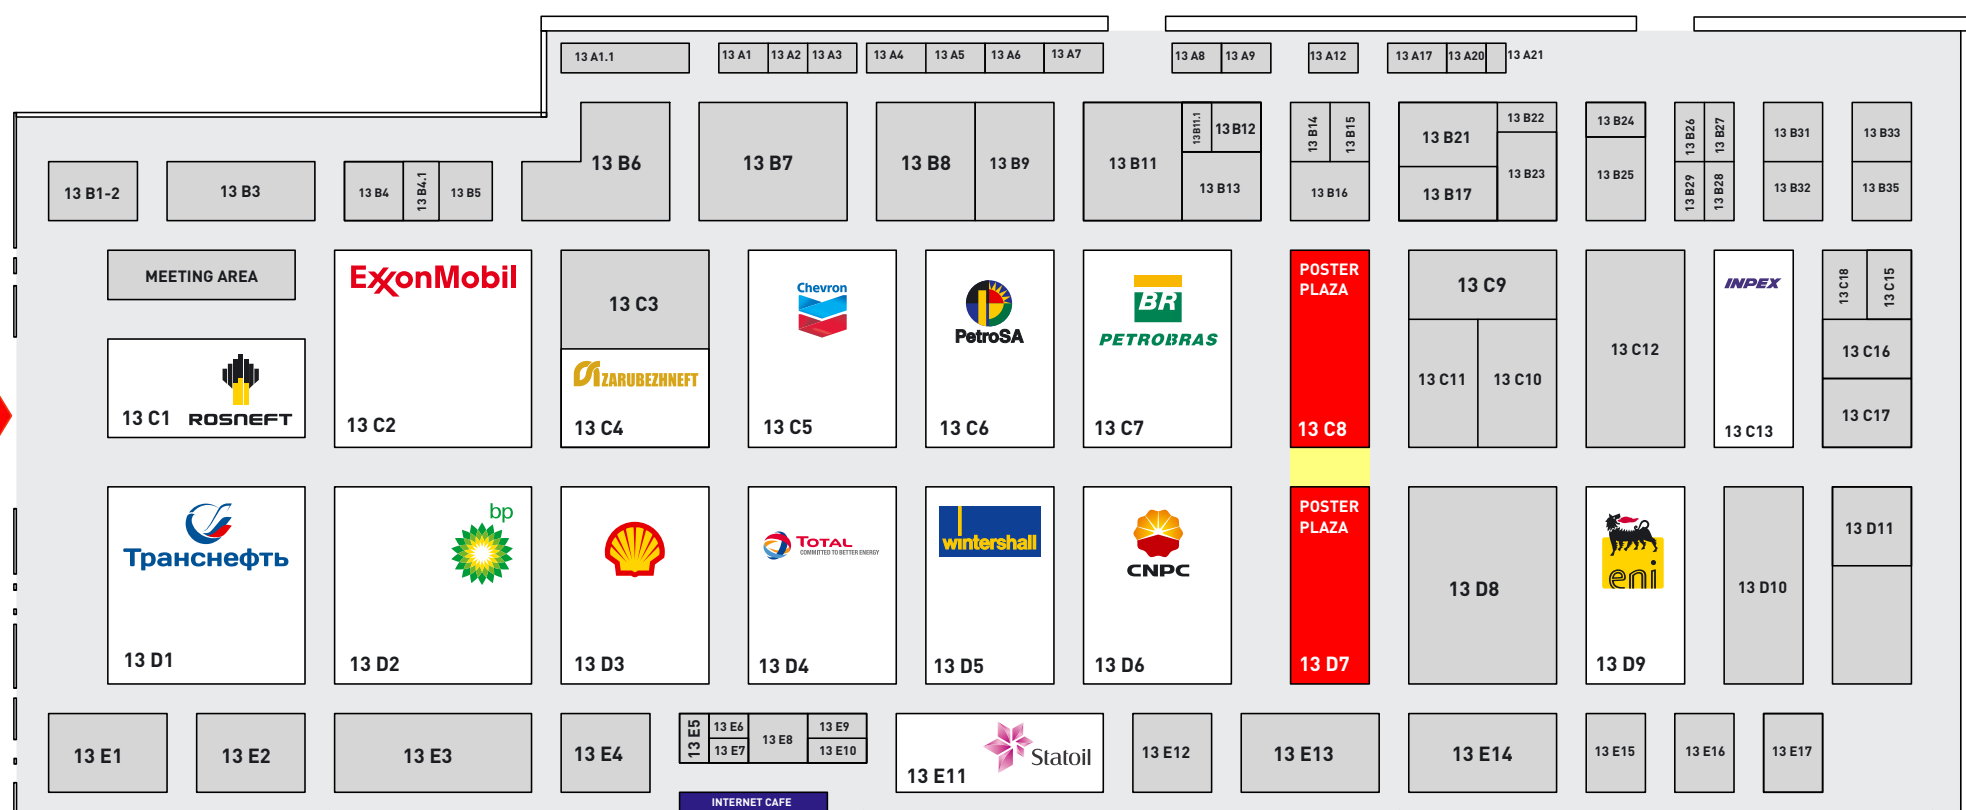 13 A1.1
13 A1
13 A2
13 A3
13 A4
13 A5
13 A6
13 A7
13 A8
13 A9
13 A12
13 A17
13 A20
13 A21
13 B1-2
13 B3
13 B4
13 B4.1
13 B5
13 B6
13 B7
13 B8
13 B9
13 B11
13 B11.1
13 B12
13 B13
13 B14
13 B15
13 B16
13 B21
13 B17
13 B22
13 B23
13 B24
13 B25
13 B26
13 B27
13 B29
13 B28
13 B31
13 B32
13 B33
13 B35
MEETING AREA
13 C1
ROSNEFT
ExxonMobil
13 C2
13 C3
ZARUBEZHNEFT
13 C4
Chevron
13 C5
PetroSA
13 C6
BR
PETROBRAS
13 C7
POSTER
PLAZA
13 C8
13 C9
13 C11
13 C10
13 C12
INPEX
13 C13
13 C18
13 C15
13 C16
13 C17
Транснефть
13 D1
bp
13 D2
13 D3
TOTAL
COMMITTED TO BETTER ENERGY
13 D4
wintershall
13 D5
CNPC
13 D6
POSTER
PLAZA
13 D7
13 D8
eni
13 D9
13 D10
13 D11
13 E1
13 E2
13 E3
13 E4
13 E5
13 E6
13 E7
13 E8
13 E9
13 E10
13 E11
Statoil
13 E12
13 E13
13 E14
13 E15
13 E16
13 E17
INTERNET CAFE